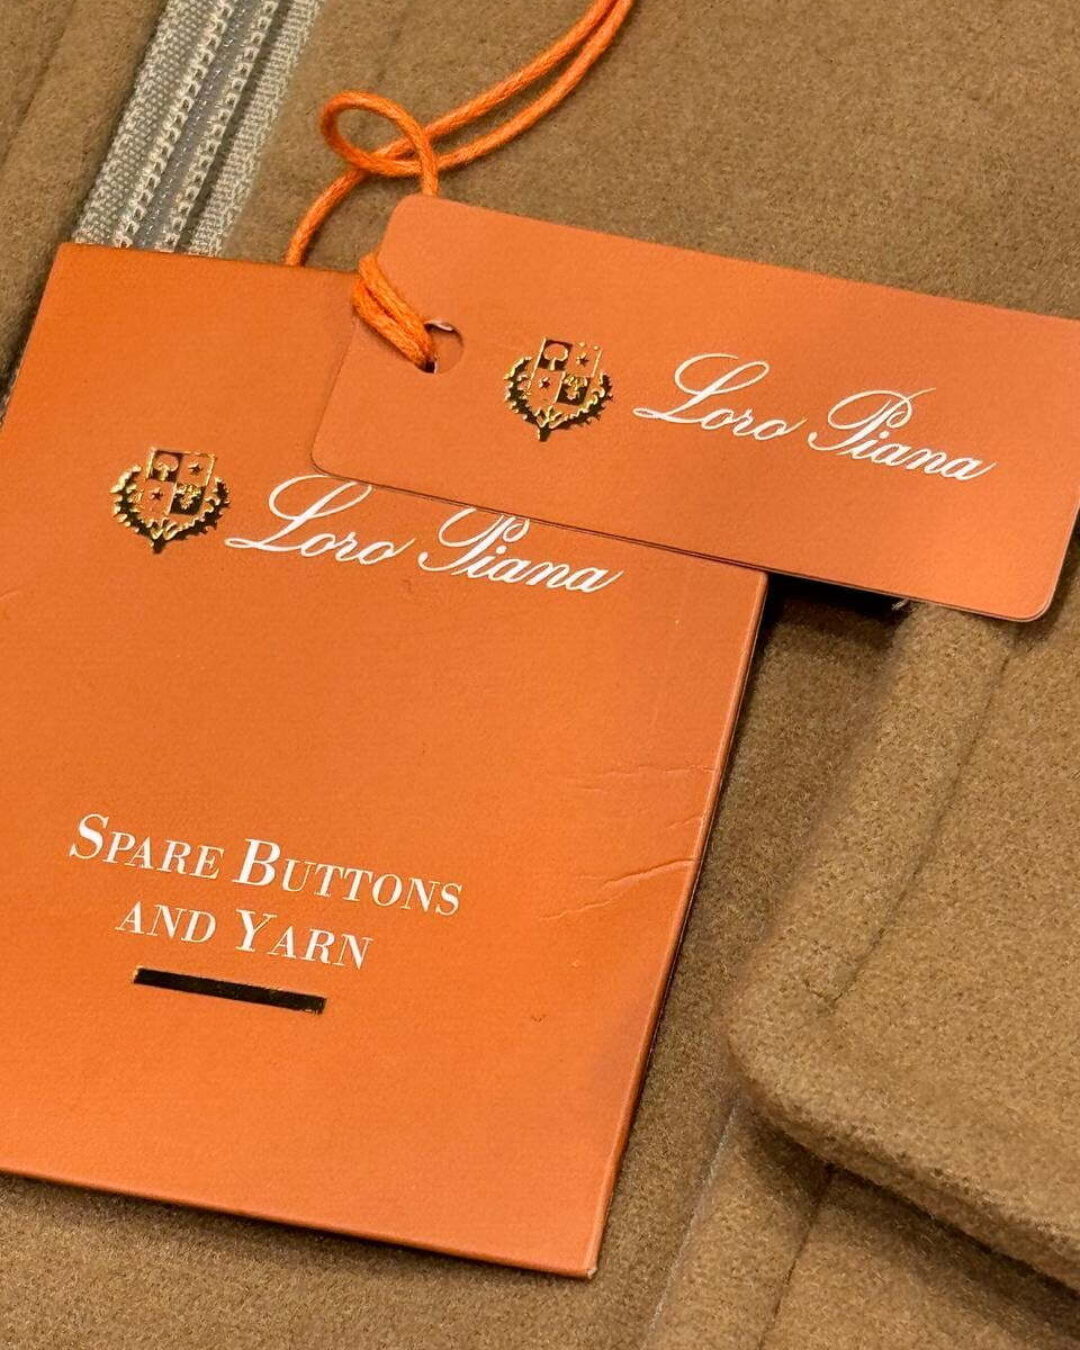 Loro Piana
Loro Piana
SPARE BUTTONS
AND YARN